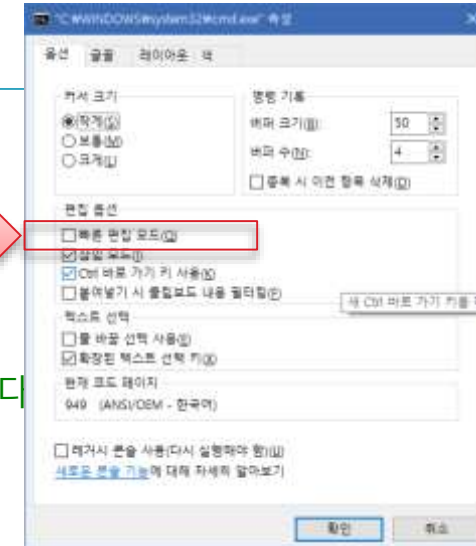 "C:₩WINDOWS₩system32₩cmd.exe" 속성
옵션 글꼴 레이아웃 색
커서 크기
작게(S)
보통(M)
크게(L)
명령 기록
버퍼 크기(B): 50
버퍼 수(N): 4
중복 시 이전 항목 삭제(D)
편집 옵션
빠른 편집 모드(Q)
삽입 모드(I)
Ctrl 바로 가기 키 사용(K)
붙여넣기 시 클립보드 내용 필터링(F)
새 Ctrl 바로 가기 키를
텍스트 선택
줄 바꿈 선택 사용(E)
확장된 텍스트 선택 키(X)
다
현재 코드 페이지
949 (ANSI/OEM - 한국어)
레거시 콘솔 사용(다시 실행해야 함)(U)
새로운 콘솔 기능에 대해 자세히 알아보기
확인 취소